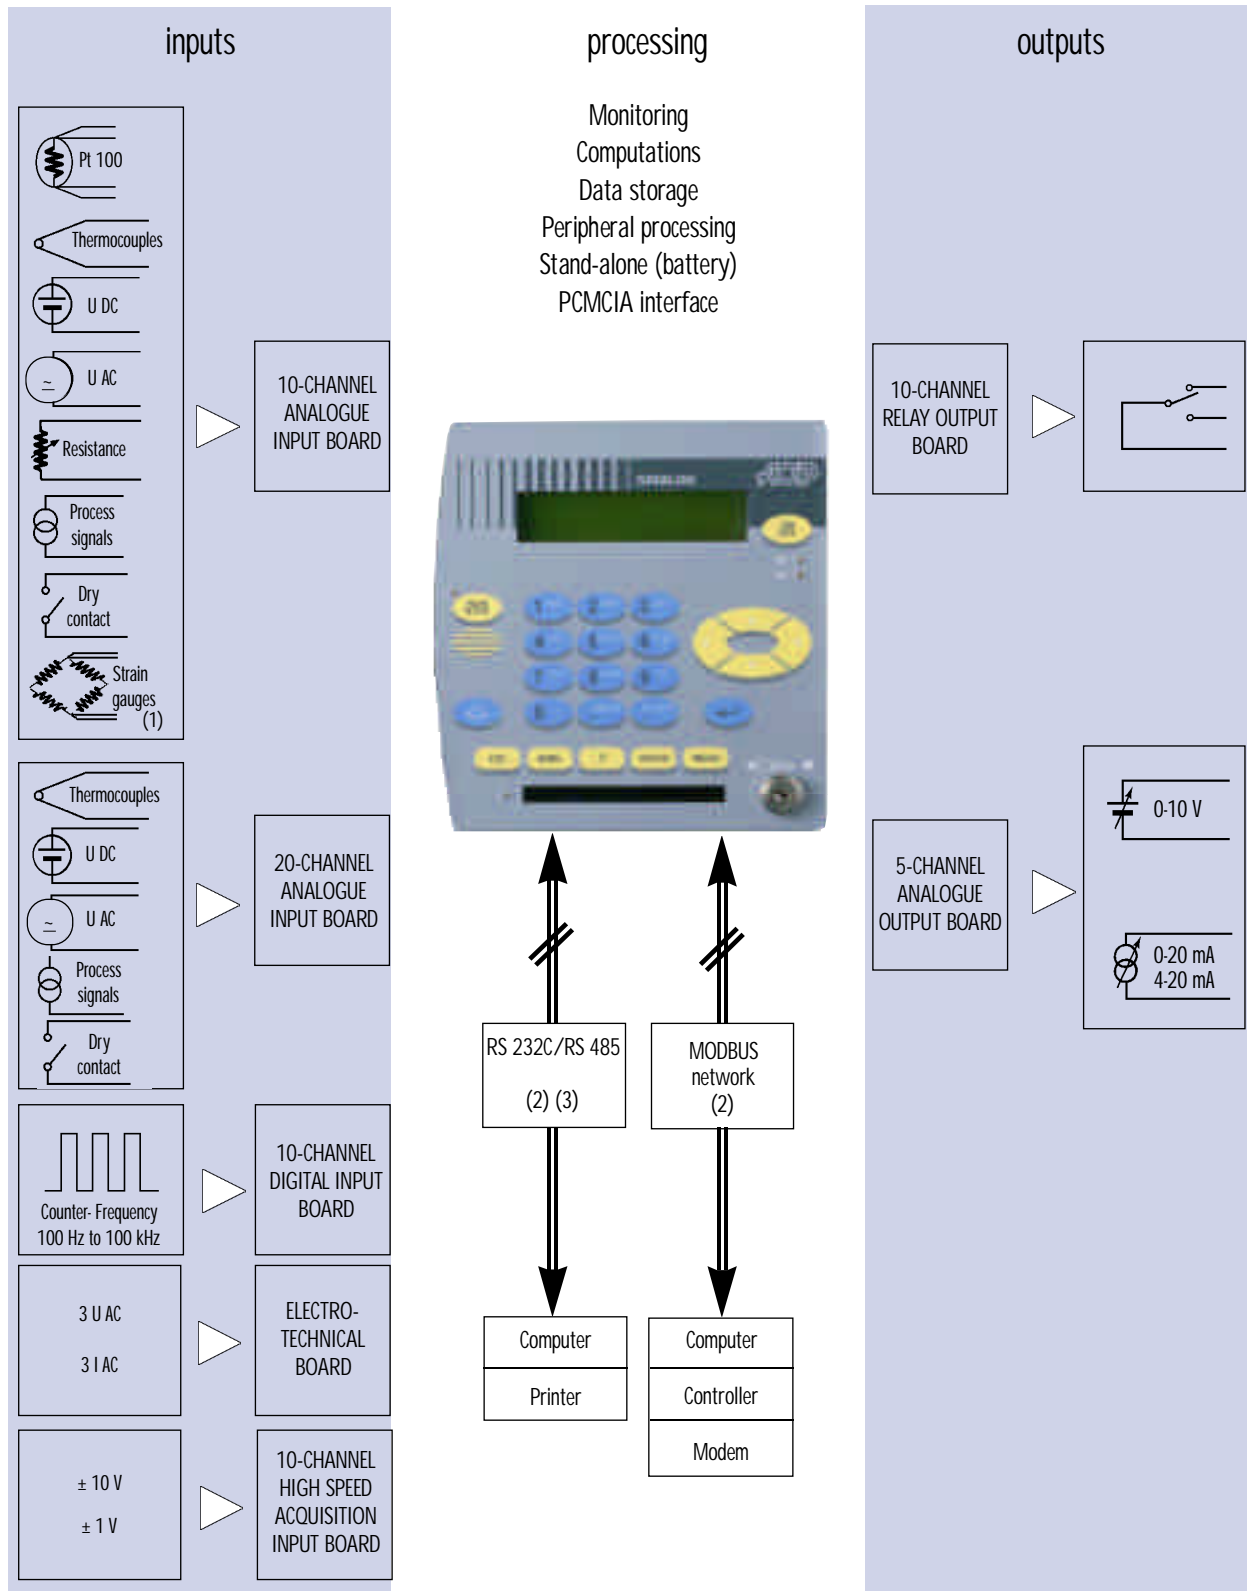 inputs
Pt 100
Thermocouples
U DC
U AC
Resistance
Process
signals
Dry
contact
Strain
gauges
(1)
10-CHANNEL
ANALOGUE
INPUT BOARD
Thermocouples
U DC
U AC
Process
signals
Dry
contact
20-CHANNEL
ANALOGUE
INPUT BOARD
Counter- Frequency
100 Hz to 100 kHz
10-CHANNEL
DIGITAL INPUT
BOARD
3 U AC
3 I AC
ELECTRO-
TECHNICAL
BOARD
± 10 V
± 1 V
10-CHANNEL
HIGH SPEED
ACQUISITION
INPUT BOARD
processing
Monitoring
Computations
Data storage
Peripheral processing
Stand-alone (battery)
PCMCIA interface
1 2 3
RS 232C/RS 485
(2) (3)
MODBUS
network
(2)
Computer
Printer
Computer
Controller
Modem
outputs
10-CHANNEL
RELAY OUTPUT
BOARD
5-CHANNEL
ANALOGUE
OUTPUT BOARD
0-10 V
0-20 mA
4-20 mA